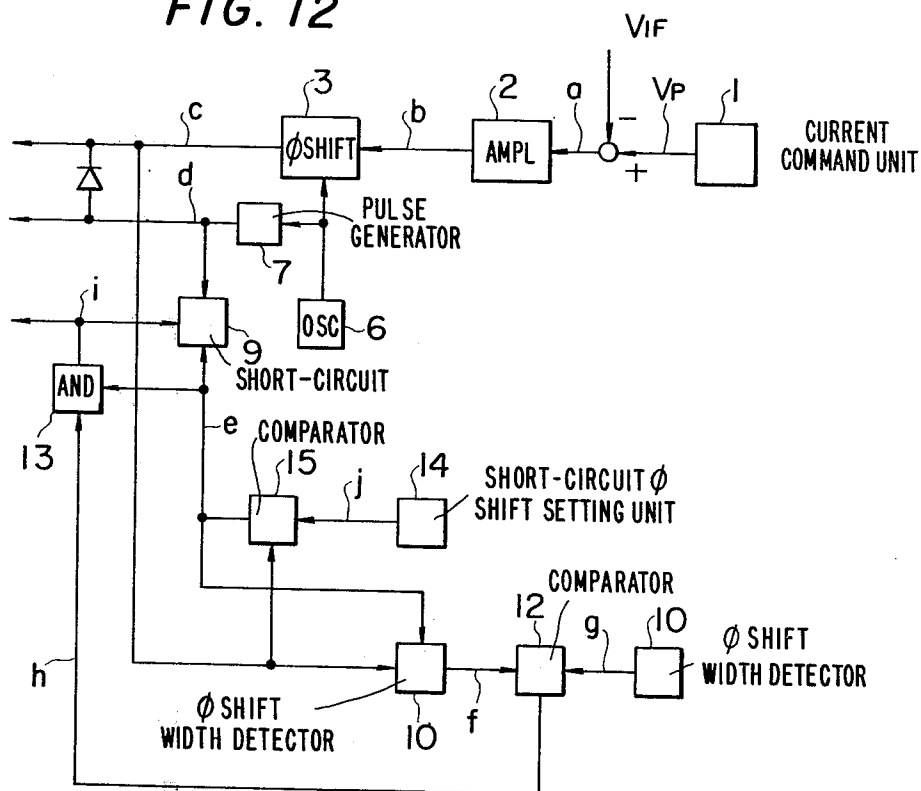 FIG. 12
VIF
3
2
1
c
b
a
VP
−
+
ϕ SHIFT
AMPL
CURRENT
COMMAND UNIT
d
PULSE
GENERATOR
7
i
OSC
6
9
SHORT-CIRCUIT
AND
13
e
COMPARATOR
15
j
14
SHORT-CIRCUIT ϕ
SHIFT SETTING UNIT
COMPARATOR
12
g
10
ϕ SHIFT
WIDTH DETECTOR
h
ϕ SHIFT
WIDTH DETECTOR
10
f